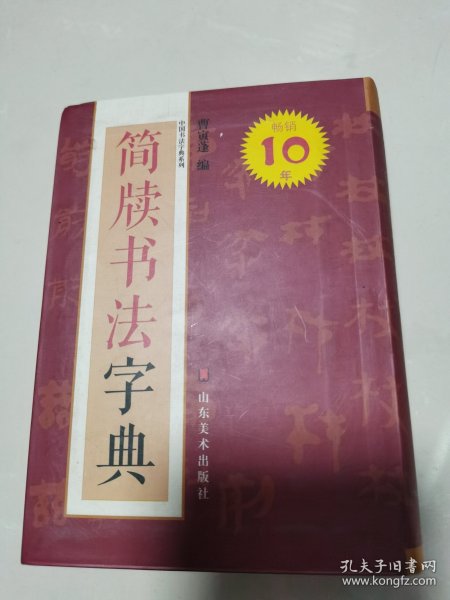 简牍书法字典
中国书法字典系列
曹寅蓬 编
畅销
10
年
山东美术出版社
孔夫子旧书网
www.kongfz.com